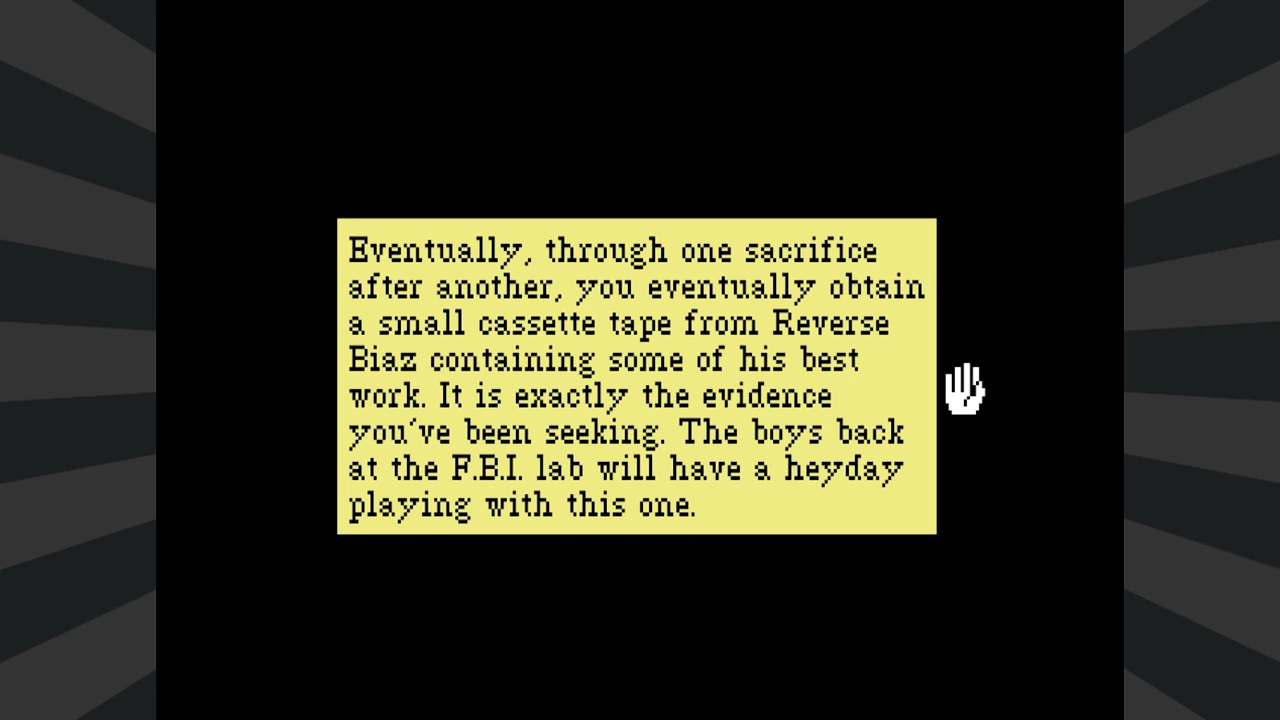 Eventually, through one sacrifice
after another, you eventually obtain
a small cassette tape from Reverse
Biaz containing some of his best
work. It is exactly the evidence
you've been seeking. The boys back
at the F.B.I. lab will have a heyday
playing with this one.